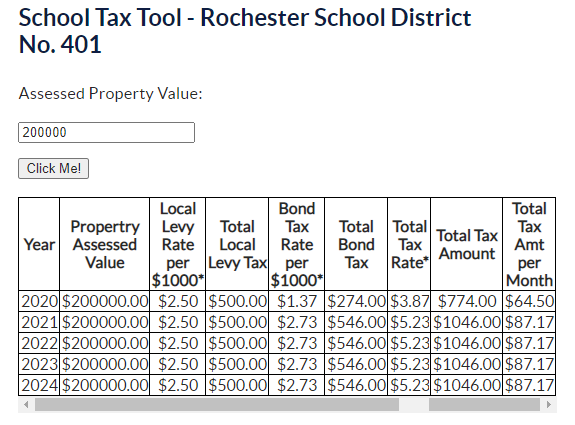 School Tax Tool - Rochester School District
No. 401
Assessed Property Value:
200000
Click Me!
Year Propertry Assessed Value Local Levy Rate per $1000* Total Local Levy Tax Bond Tax Rate per $1000* Total Bond Tax Total Tax Rate* Total Tax Amount Total Tax Amt per Month
2020 $200000.00 $2.50 $500.00 $1.37 $274.00 $3.87 $774.00 $64.50
2021 $200000.00 $2.50 $500.00 $2.73 $546.00 $5.23 $1046.00 $87.17
2022 $200000.00 $2.50 $500.00 $2.73 $546.00 $5.23 $1046.00 $87.17
2023 $200000.00 $2.50 $500.00 $2.73 $546.00 $5.23 $1046.00 $87.17
2024 $200000.00 $2.50 $500.00 $2.73 $546.00 $5.23 $1046.00 $87.17